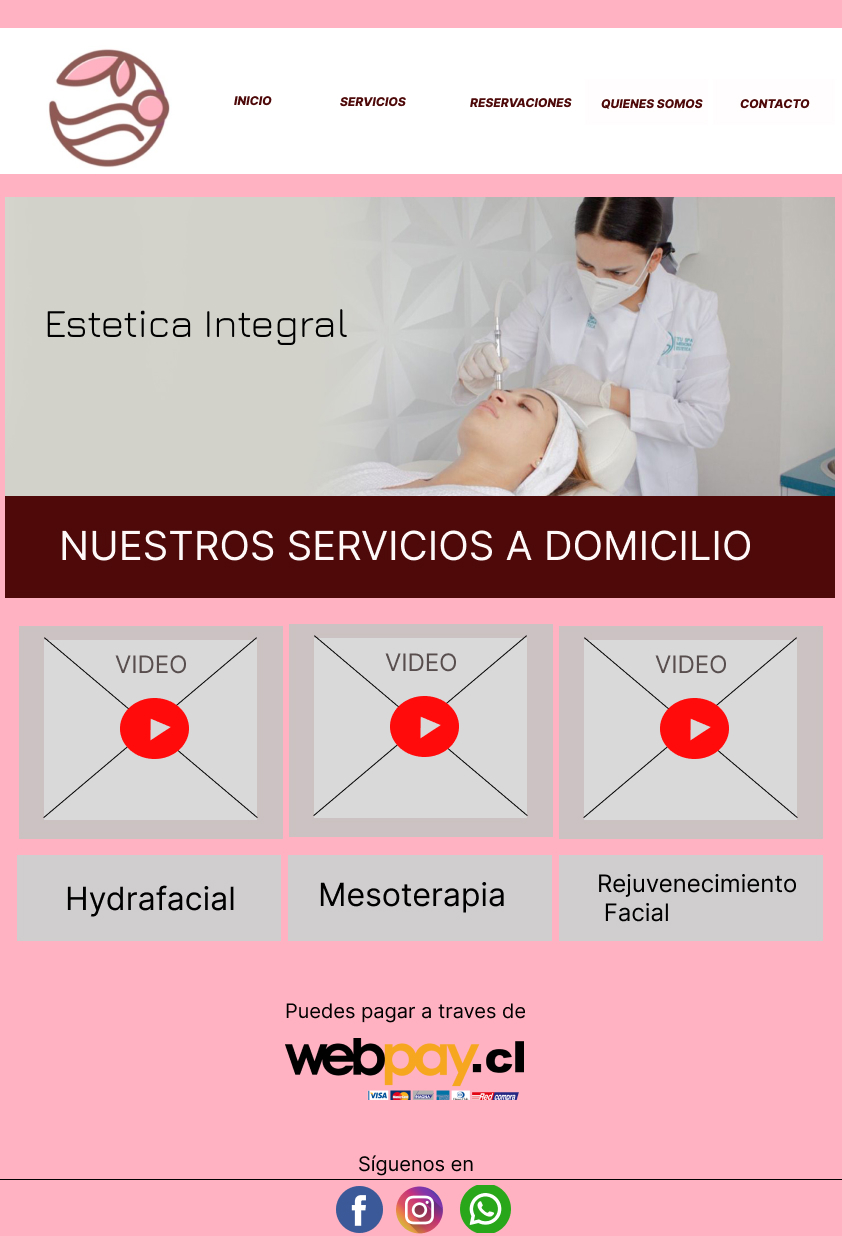 INICIO
SERVICIOS
RESERVACIONES
QUIENES SOMOS
CONTACTO
Estetica Integral
NUESTROS SERVICIOS A DOMICILIO
VIDEO
VIDEO
VIDEO
Hydrafacial
Mesoterapia
Rejuvenecimiento
Facial
Puedes pagar a traves de
webpay.cl
VISA
Redcompra
Síguenos en